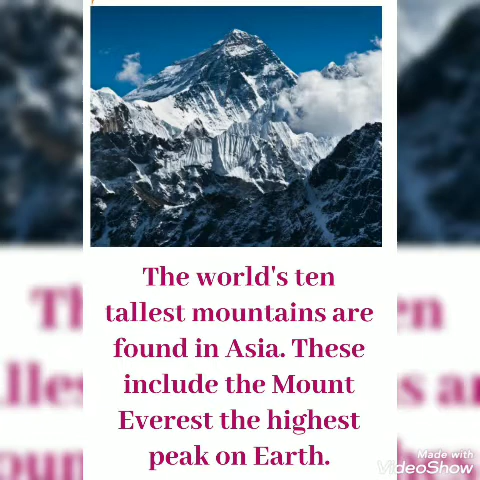 The world's ten
tallest mountains are
found in Asia. These
include the Mount
Everest the highest
peak on Earth.
Made with
VideoShow